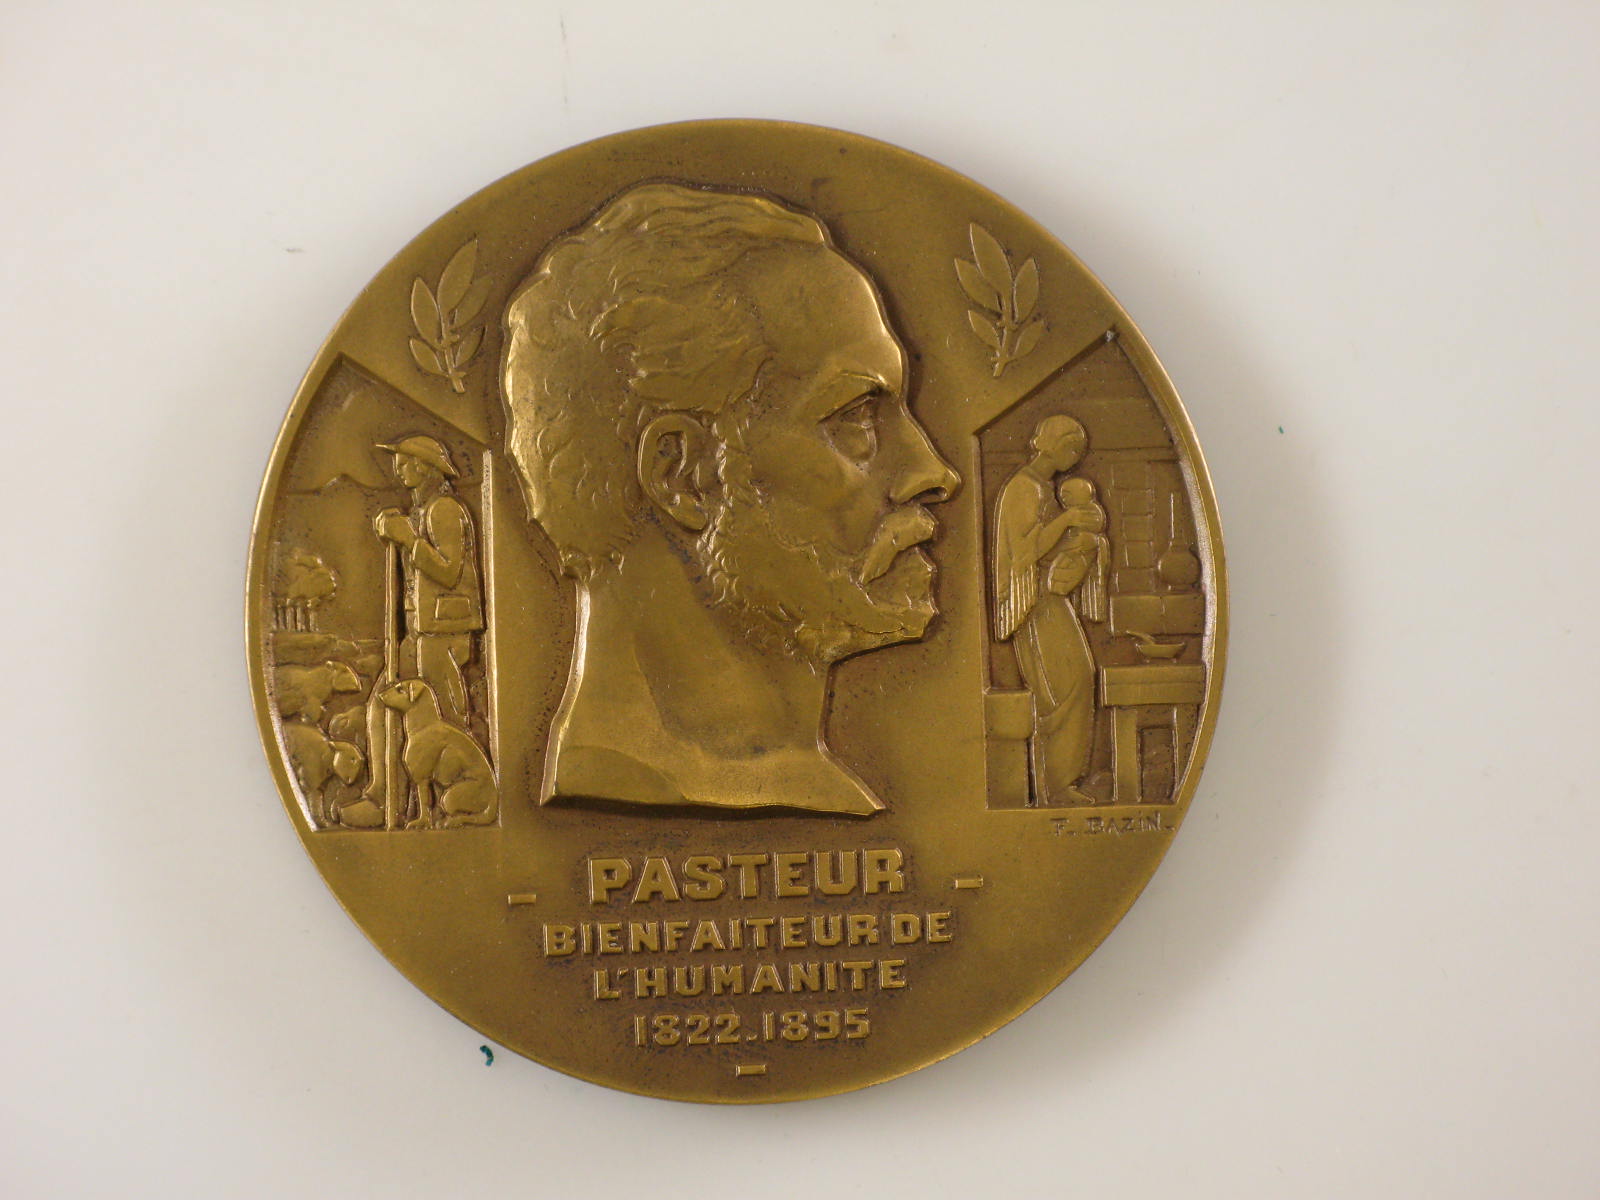 F. BAZIN.
- PASTEUR -
BIENFAITEUR DE
L'HUMANITE
1822.1895
-